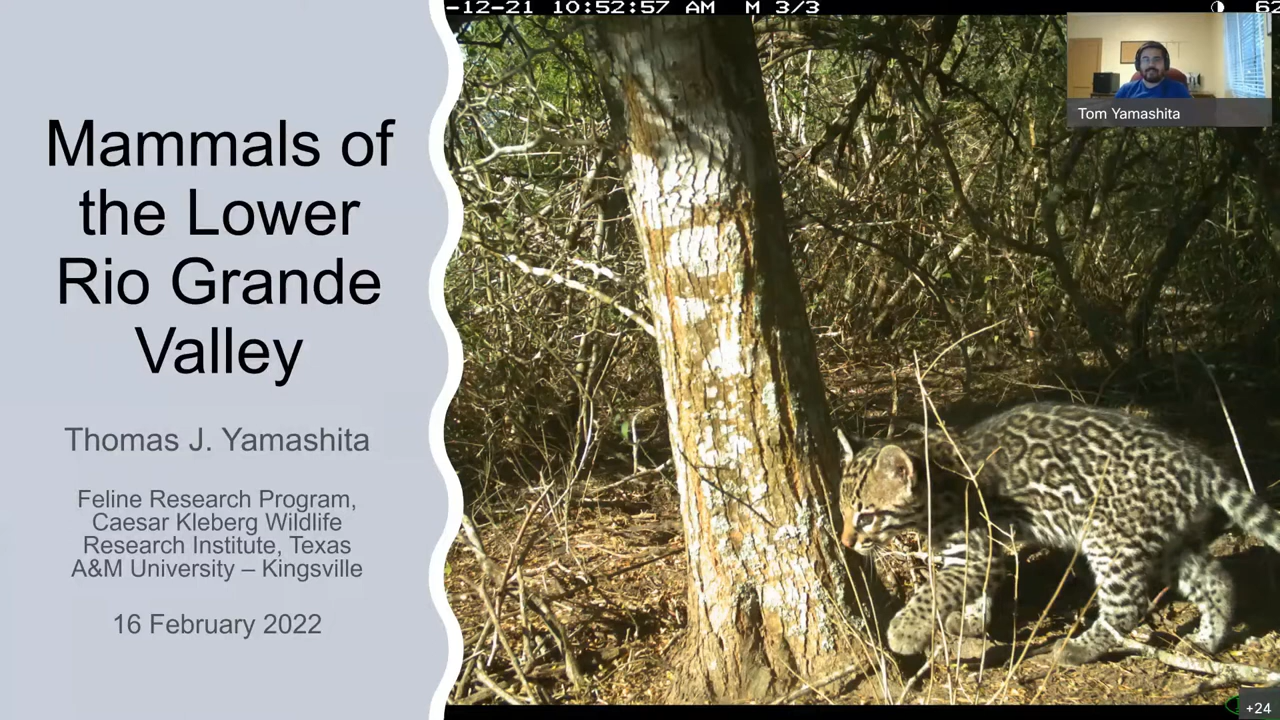 -12-21 10:52:57 AM M 3/3 62
Tom Yamashita
Mammals of
the Lower
Rio Grande
Valley
Thomas J. Yamashita
Feline Research Program,
Caesar Kleberg Wildlife
Research Institute, Texas
A&M University – Kingsville
16 February 2022
+24